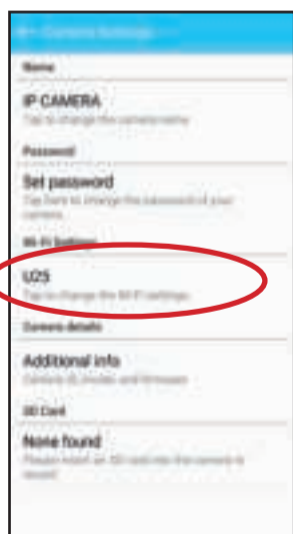 Camera Settings
Name
IP CAMERA
Tap to change the camera name
Password
Set password
Tap here to change the password of your
camera
Wi-Fi Settings
U25
Tap to change the Wi-Fi settings
Camera details
Additional info
Camera ID, model, and firmware
SD Card
None found
Please insert an SD card into the camera to
record